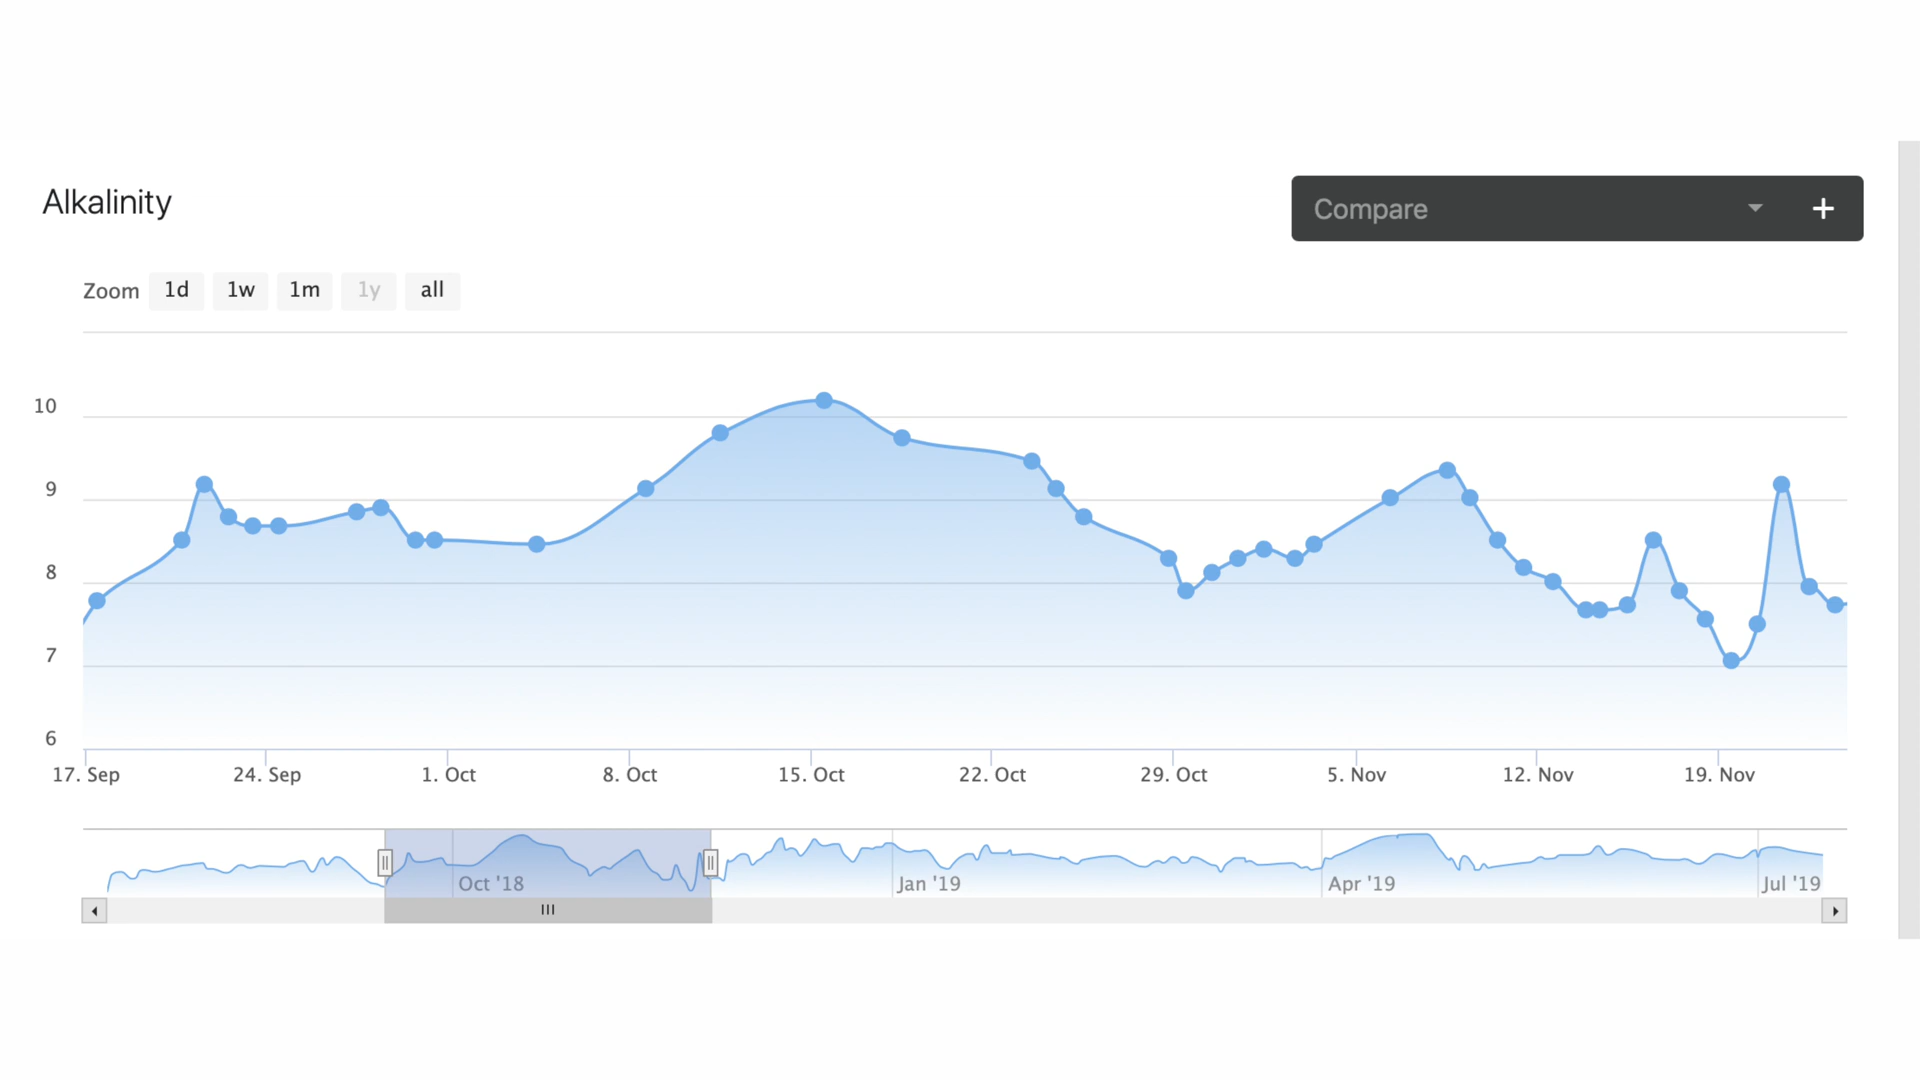 Alkalinity
Compare
Zoom 1d 1w 1m 1y all
10
9
8
7
6
17. Sep 24. Sep 1. Oct 8. Oct 15. Oct 22. Oct 29. Oct 5. Nov 12. Nov 19. Nov
Oct '18 Jan '19 Apr '19 Jul '19